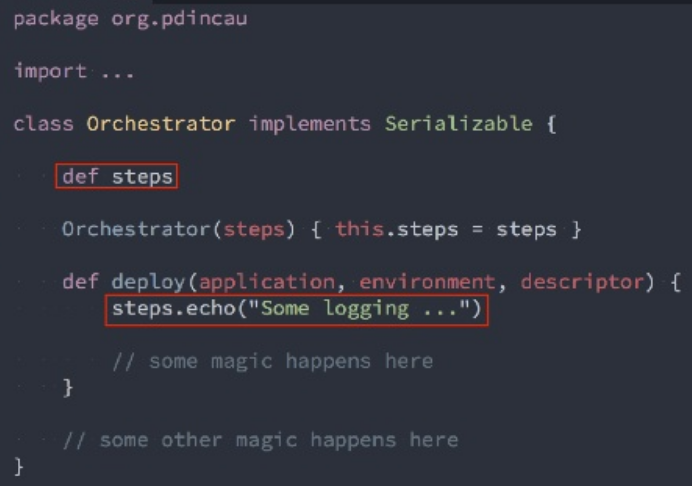 package org.pdincau
import ...
class Orchestrator implements Serializable {
def steps
Orchestrator(steps) { this.steps = steps }
def deploy(application, environment, descriptor) {
steps.echo("Some logging ...")
// some magic happens here
}
// some other magic happens here
}